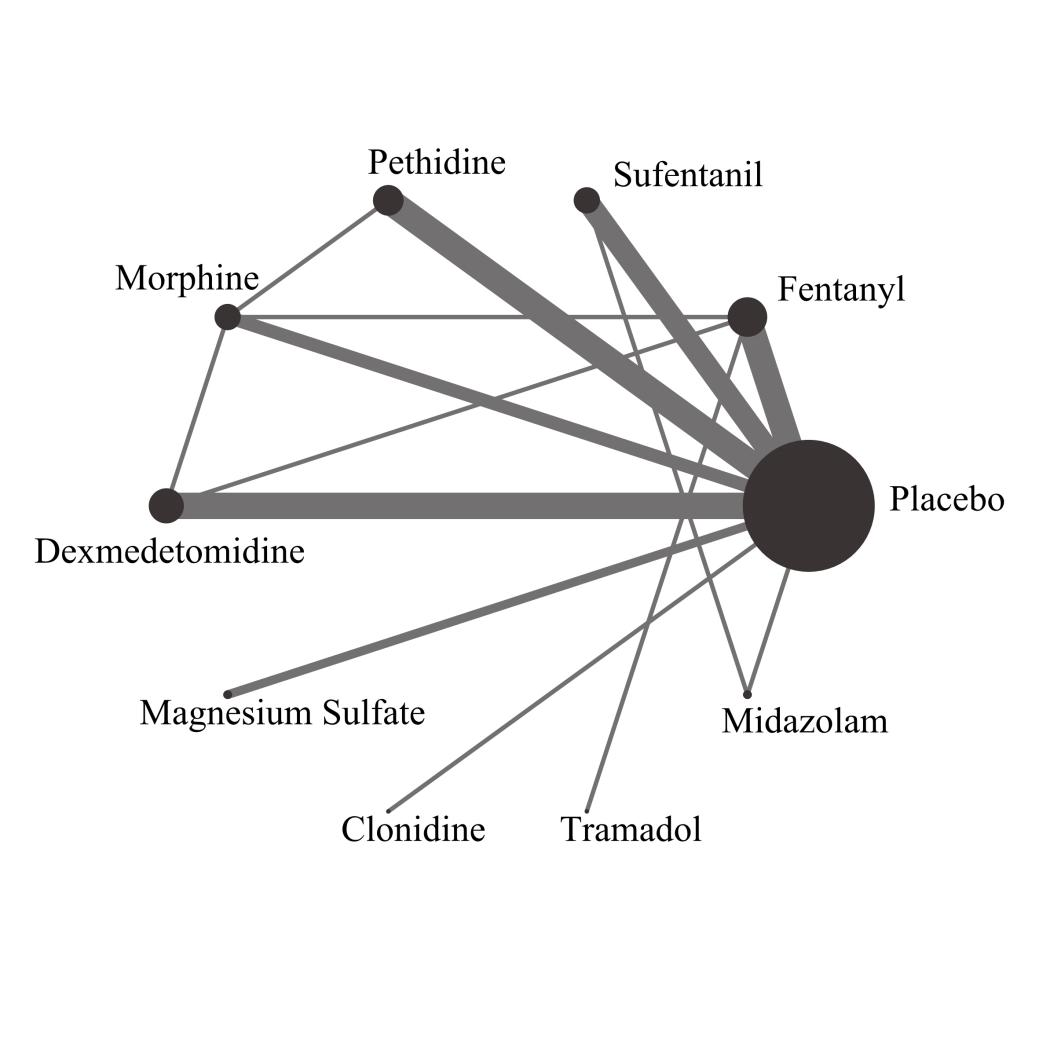 Pethidine
Sufentanil
Morphine
Fentanyl
Placebo
Dexmedetomidine
Magnesium Sulfate
Midazolam
Clonidine
Tramadol